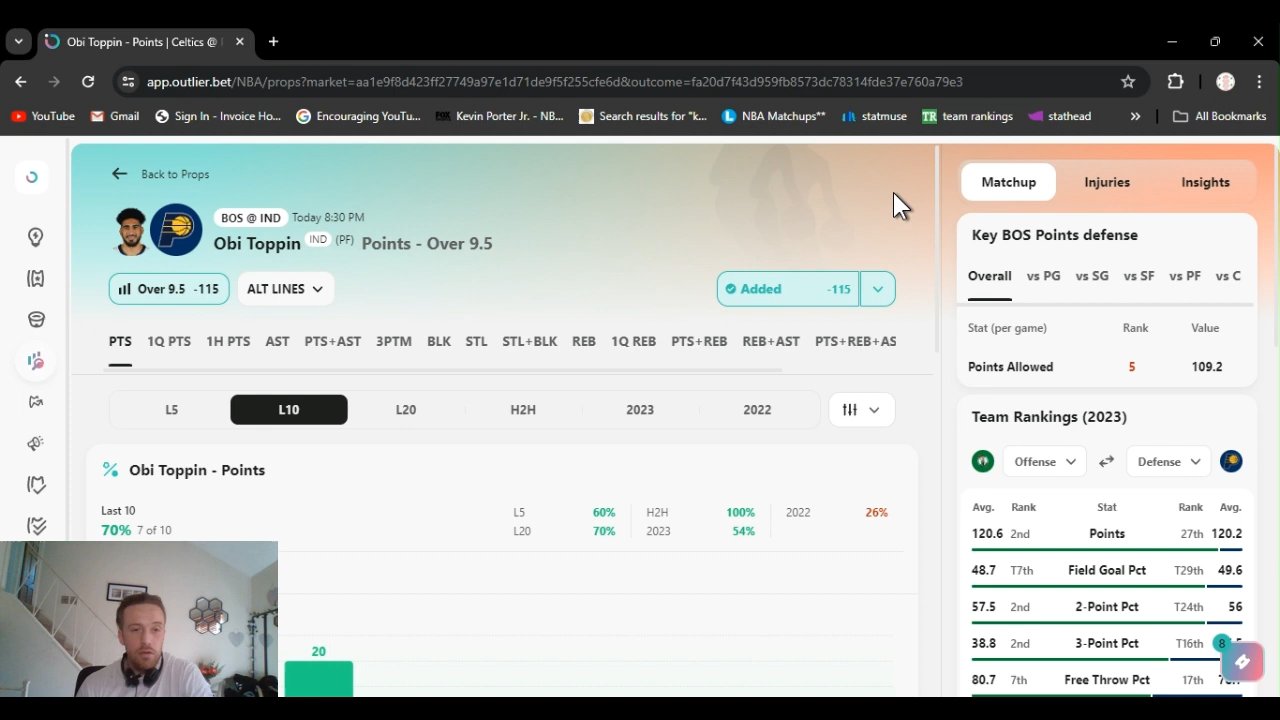 Obi Toppin - Points | Celtics @
app.outlier.bet/NBA/props?market=aa1e9f8d423ff27749a97e1d71de9f5f255cfe6d&outcome=fa20d7f43d959fb8573dc78314fde37e760a79e3
YouTube Gmail Sign In - Invoice Ho... Encouraging YouTu... Kevin Porter Jr. - NB... Search results for "k... NBA Matchups** statmuse TR team rankings stathead » All Bookmarks
Back to Props
BOS @ IND Today 8:30 PM
Obi Toppin IND (PF) Points - Over 9.5
Over 9.5 -115 ALT LINES Added -115
PTS 1Q PTS 1H PTS AST PTS+AST 3PTM BLK STL STL+BLK REB 1Q REB PTS+REB REB+AST PTS+REB+AS
L5 L10 L20 H2H 2023 2022
Obi Toppin - Points
Last 10
70% 7 of 10
L5 60% H2H 100% 2022 26%
L20 70% 2023 54%
20
Matchup Injuries Insights
Key BOS Points defense
Overall vs PG vs SG vs SF vs PF vs C
Stat (per game) Rank Value
Points Allowed 5 109.2
Team Rankings (2023)
Offense Defense
Avg. Rank Stat Rank Avg.
120.6 2nd Points 27th 120.2
48.7 T7th Field Goal Pct T29th 49.6
57.5 2nd 2-Point Pct T24th 56
38.8 2nd 3-Point Pct T16th
80.7 7th Free Throw Pct 17th